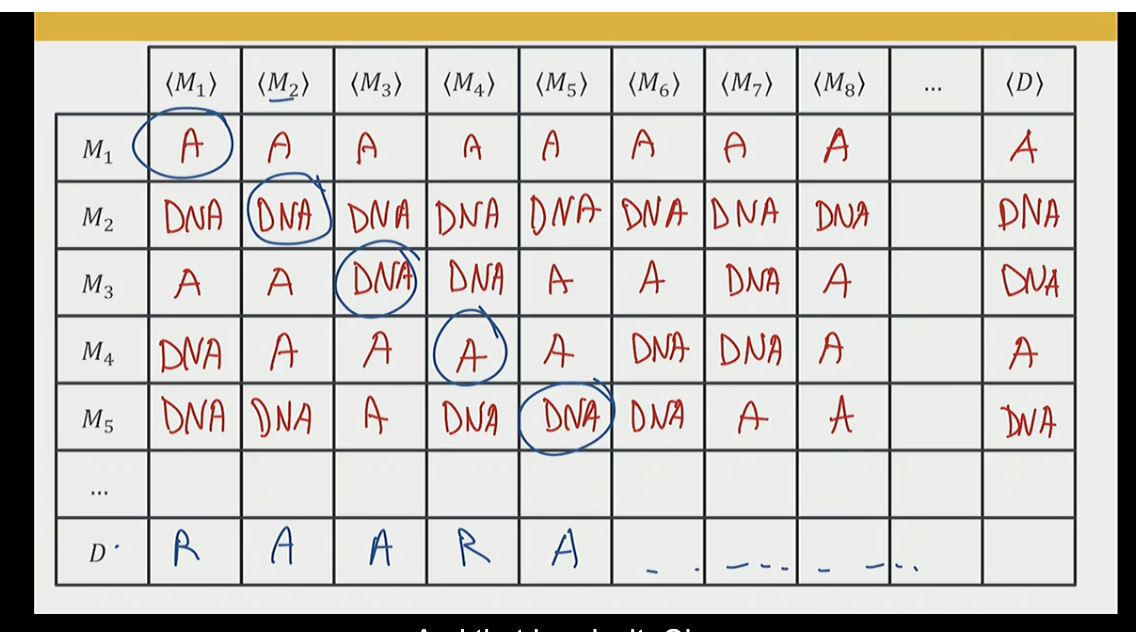 ⟨M₁⟩ ⟨M₂⟩ ⟨M₃⟩ ⟨M₄⟩ ⟨M₅⟩ ⟨M₆⟩ ⟨M₇⟩ ⟨M₈⟩ ... ⟨D⟩
M₁ A A A A A A A A A
M₂ DNA DNA DNA DNA DNA DNA DNA DNA DNA
M₃ A A DNA DNA A A DNA A DNA
M₄ DNA A A A A DNA DNA A A
M₅ DNA DNA A DNA DNA DNA A A DNA
...
D R A A R A